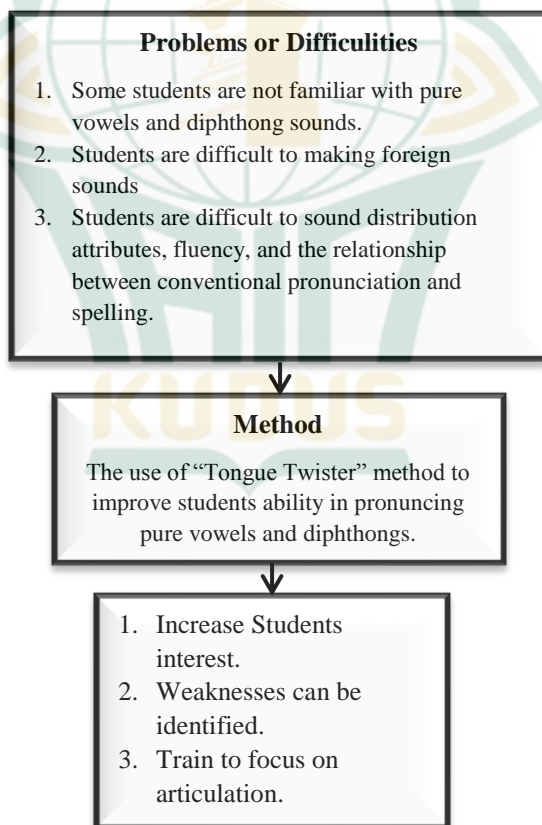 Problems or Difficulities
1. Some students are not familiar with pure
vowels and diphthong sounds.
2. Students are difficult to making foreign
sounds
3. Students are difficult to sound distribution
attributes, fluency, and the relationship
between conventional pronunciation and
spelling.
KUDUS
Method
The use of “Tongue Twister” method to
improve students ability in pronuncing
pure vowels and diphthongs.
1. Increase Students
interest.
2. Weaknesses can be
identified.
3. Train to focus on
articulation.